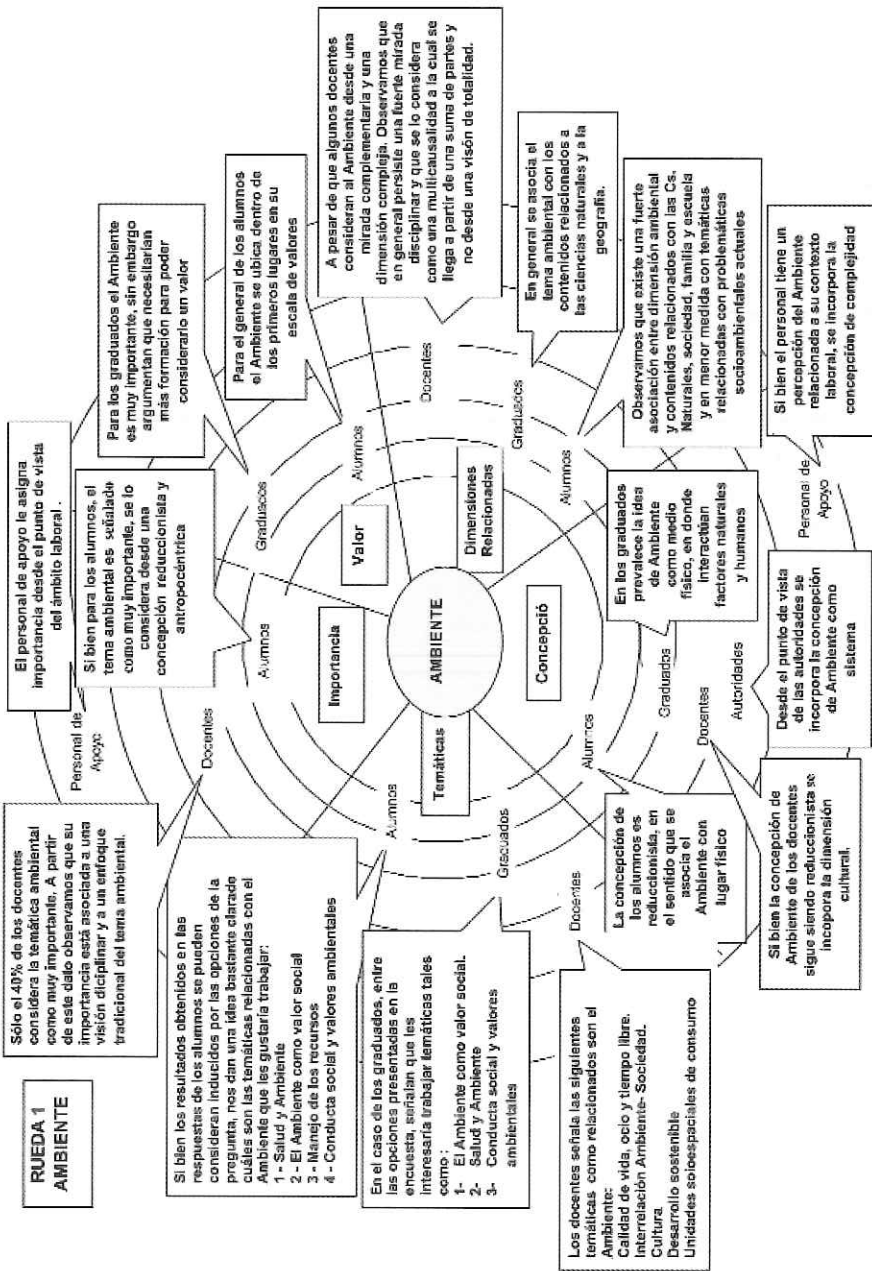 RUEDA 1
AMBIENTE
Sólo el 40% de los docentes
considera la temática ambiental
como muy importante. A partir
de este dato observamos que su
importancia está asociada a una
visión diciplinar y a un enfoque
tradicional del tema ambiental.
El personal de apoyo le asigna
importancia desde el punto de vista
del ámbito laboral .
Personal de
Apoyo
Si bien para los alumnos, el
tema ambiental es señalado
como muy importante, se lo
considera desde una
concepción reduccionista y
antropocéntrica
Para los graduados el Ambiente
es muy importante, sin embargo
argumentan que necesitarían
más formación para poder
considerarlo un valor
Para el general de los alumnos
el Ambiente se ubica dentro de
los primeros lugares en su
escala de valores
A pesar de que algunos docentes
consideran al Ambiente desde una
mirada complementaria y una
dimensión compleja. Observamos que
en general persiste una fuerte mirada
disciplinar y que se lo considera
como una multicausalidad a la cual se
llega a partir de una suma de partes y
no desde una visón de totalidad.
Si bien los resultados obtenidos en las
respuestas de los alumnos se pueden
consideran inducidos por las opciones de la
pregunta, nos dan una idea bastante clarade
cuáles son las temáticas relacionadas con el
Ambiente que les gustaría trabajar:
1 - Salud y Ambiente
2 - El Ambiente como valor social
3 - Manejo de los recursos
4 - Conducta social y valores ambientales
Docentes
Alumnos
Graduscos
Alumnos
Docentes
Importancia
Valor
Alumnos
Temáticas
AMBIENTE
Dimensiones
Relacionadas
Graduscos
Alumnos
En general se asocia el
tema ambiental con los
contenidos relacionados a
las ciencias naturales y a la
geografía.
En el caso de los graduados, entre
las opciones presentadas en la
encuesta, señalan que les
interesaría trabajar temáticas tales
como :
1- El Ambiente como valor social.
2- Salud y Ambiente
3- Conducta social y valores
ambientales
Gracuados
Concepció
Observamos que existe una fuerte
asociación entre dimensión ambiental
y contenidos relacionados con las Cs.
Naturales, sociedad, familia y escuela
y en menor medida con temáticas
relacionadas con problemáticas
socioambientales actuales
Docentes
Alumnos
Graduados
En los graduados
prevalece la idea
de Ambiente
como medio
físico, en donde
interactúan
factores naturales
y humanos
Los docentes señala las siguientes
temáticas como relacionados son el
Ambiente:
Calidad de vida, ocio y tiempo libre.
Interrelación Ambiente- Sociedad.
Cultura
Desarrollo sostenible
Unidades socioespaciales de consumo
La concepción de
los alumnos es
reduccionista, en
el sentido que se
asocia el
Ambiente con
lugar físico
Docentes
Autoridades
Personal de
Apoyo
Si bien el personal tiene un
percepción del Ambiente
relacionada a su contexto
laboral, se incorpora la
concepción de complejidad
Si bien la concepción de
Ambiente de los docentes
sigue siendo reduccionista se
incopora la dimensión
cultural.
Desde el punto de vista
de las autoridades se
incorpora la concepción
de Ambiente como
sistema